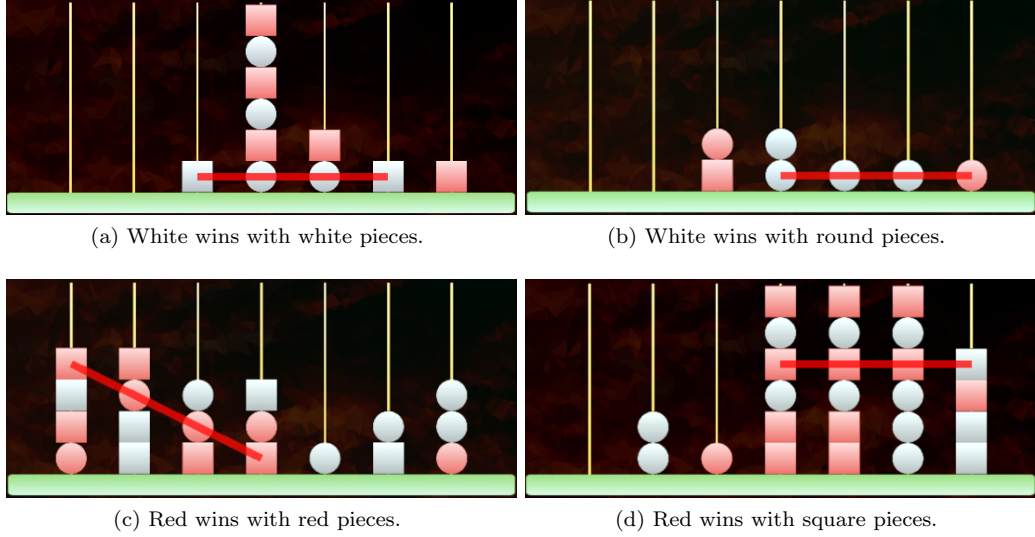 (a) White wins with white pieces.
(b) White wins with round pieces.
(c) Red wins with red pieces.
(d) Red wins with square pieces.